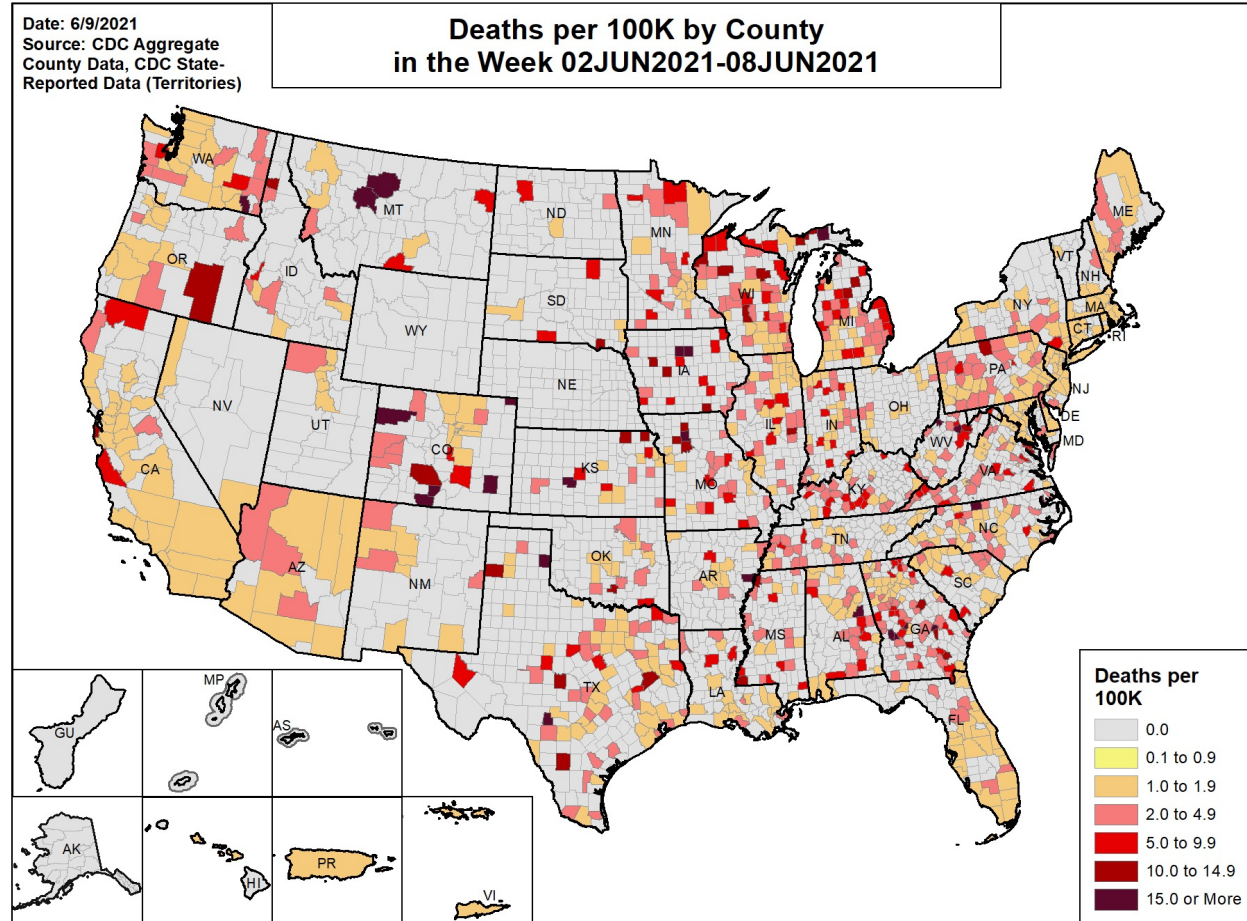 Date: 6/9/2021
Source: CDC Aggregate
County Data, CDC State-
Reported Data (Territories)
Deaths per 100K by County
in the Week 02JUN2021-08JUN2021
WA
MT
ND
MN
ME
OR
ID
SD
WI
MI
VT
NH
NY
MA
CT
RI
WY
IA
PA
NJ
NE
NV
UT
CO
IL
IN
OH
DE
MD
WV
VA
CA
KS
MO
KY
AZ
NM
OK
AR
TN
NC
SC
MS
AL
GA
TX
LA
FL
GU
MP
AS
AK
HI
PR
VI
Deaths per
100K
0.0
0.1 to 0.9
1.0 to 1.9
2.0 to 4.9
5.0 to 9.9
10.0 to 14.9
15.0 or More